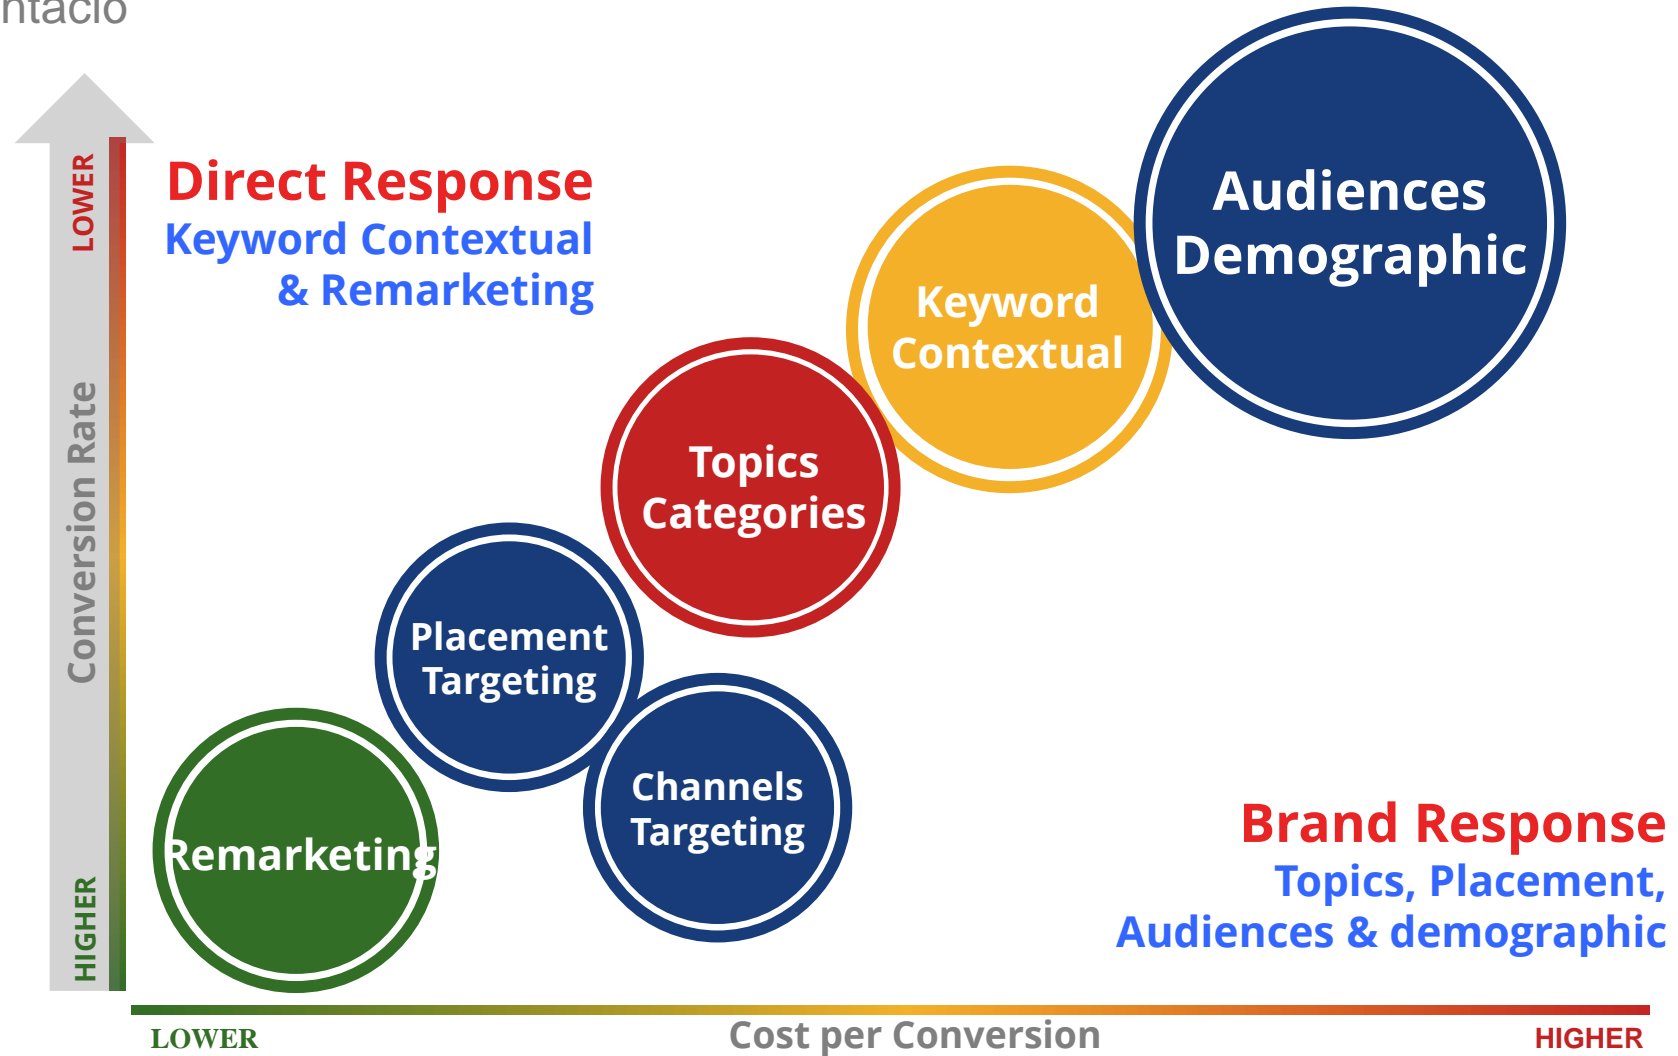 LOWER
Conversion Rate
HIGHER
Direct Response
Keyword Contextual
& Remarketing
Audiences
Demographic
Keyword
Contextual
Topics
Categories
Placement
Targeting
Channels
Targeting
Remarketing
Brand Response
Topics, Placement,
Audiences & demographic
LOWER
Cost per Conversion
HIGHER